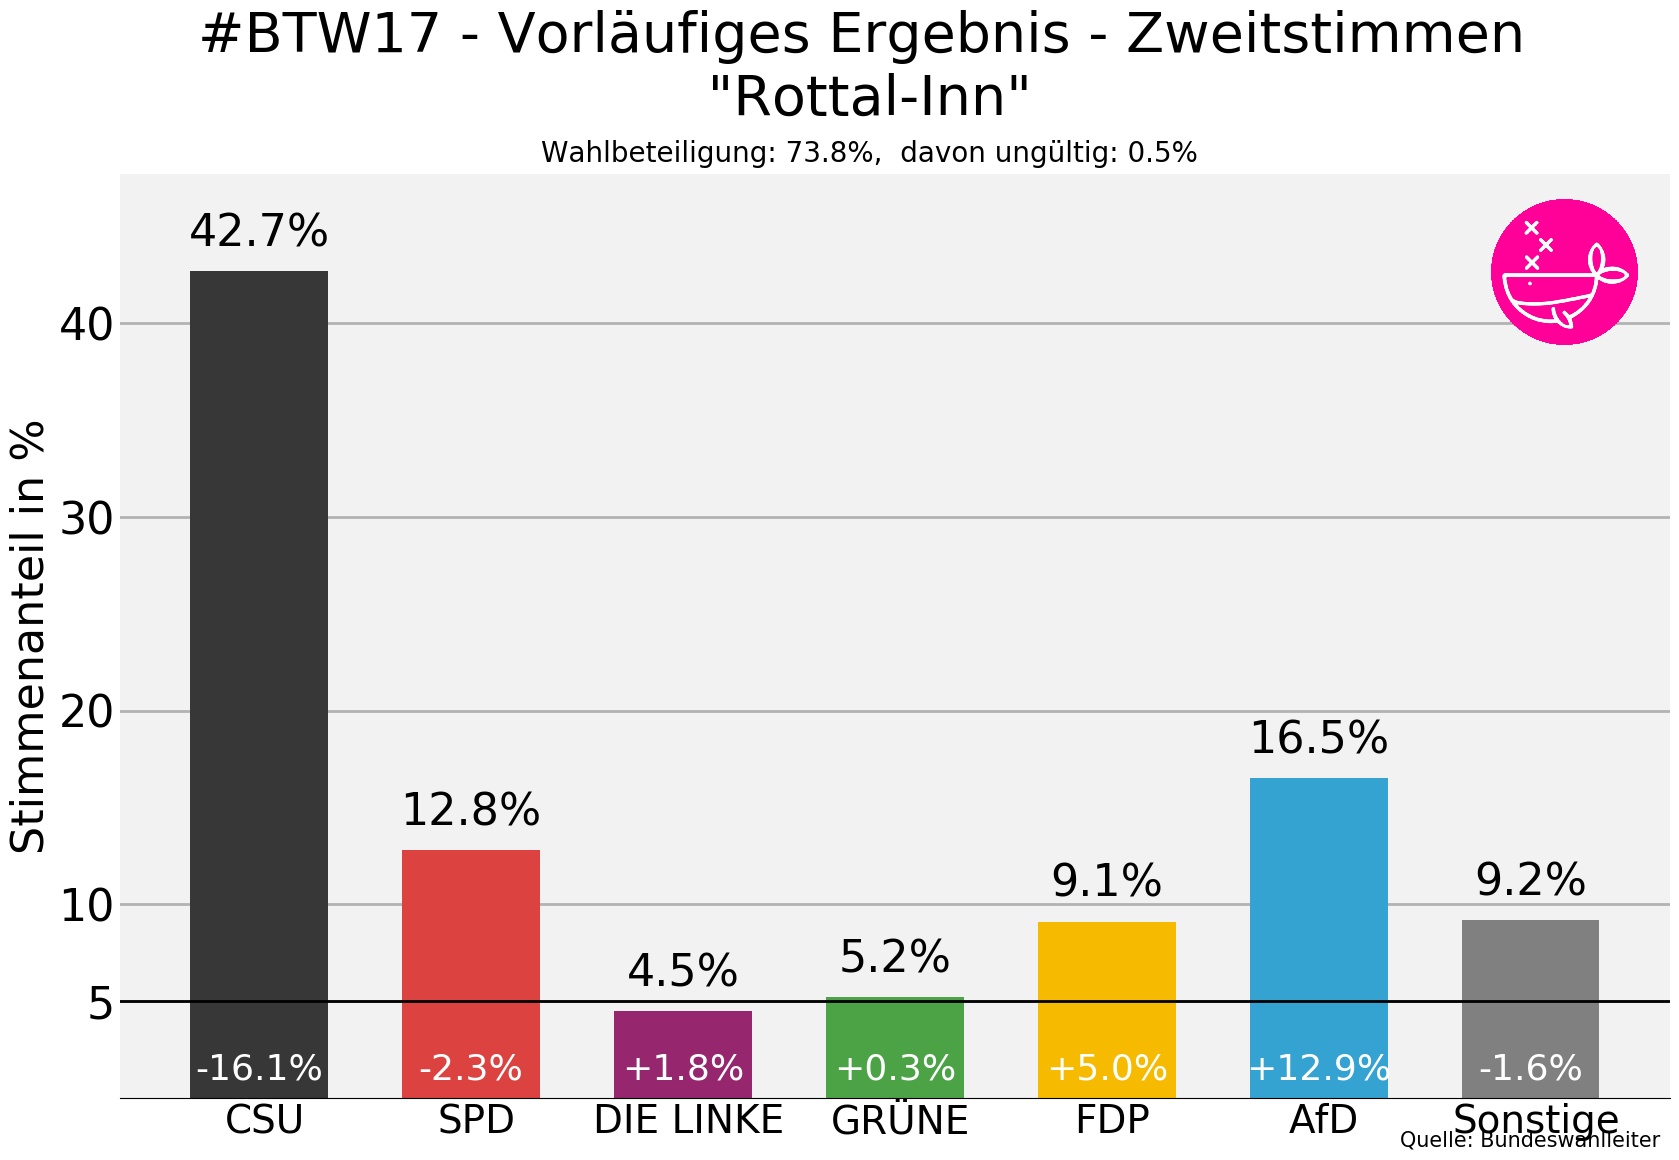 #BTW17 - Vorläufiges Ergebnis - Zweitstimmen
"Rottal-Inn"
Wahlbeteiligung: 73.8%, davon ungültig: 0.5%
Stimmenanteil in %
40
30
20
10
5
42.7%
12.8%
4.5%
5.2%
9.1%
16.5%
9.2%
-16.1%
-2.3%
+1.8%
+0.3%
+5.0%
+12.9%
-1.6%
CSU
SPD
DIE LINKE
GRÜNE
FDP
AfD
Sonstige
Quelle: Bundeswahlleiter